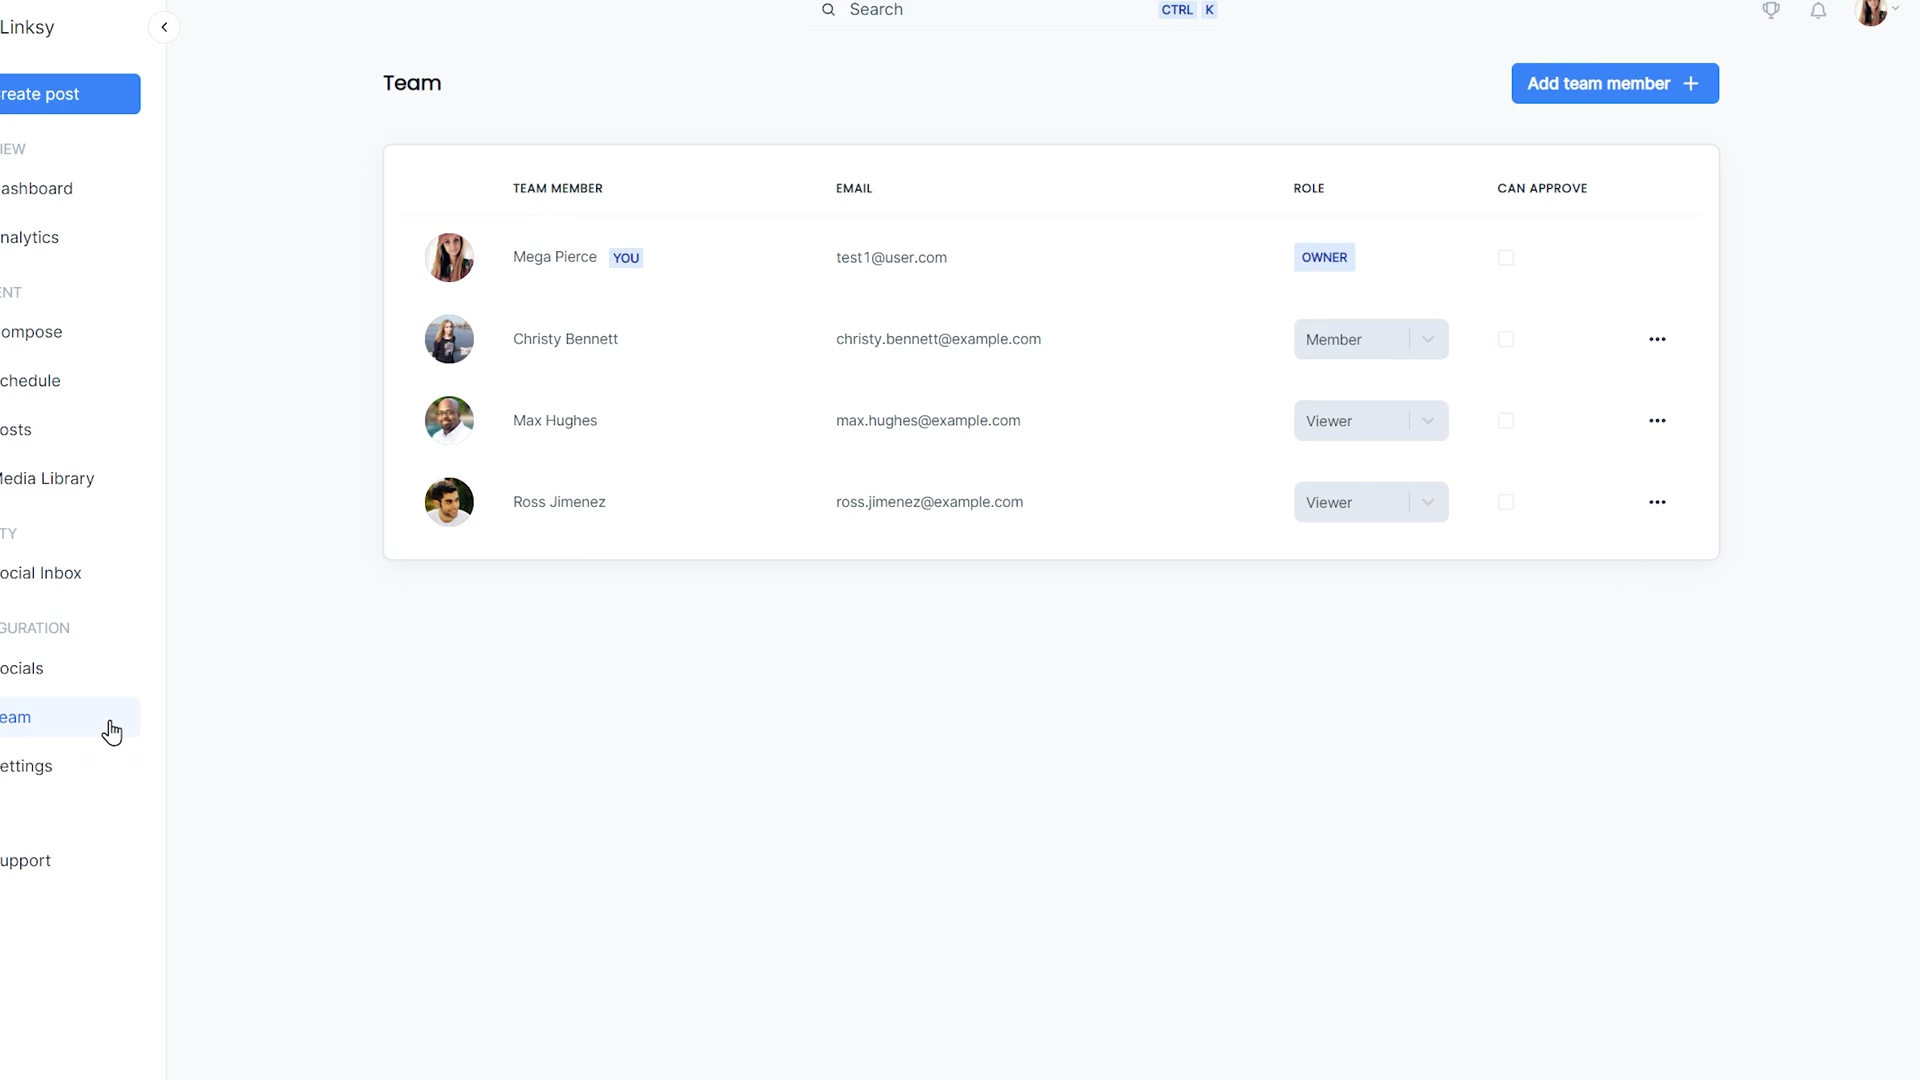 Linksy
Search CTRL K
reate post
Team
Add team member +
IEW
ashboard
nalytics
ENT
ompose
chedule
osts
Media Library
TY
ocial Inbox
GURATION
ocials
eam
ettings
upport
TEAM MEMBER EMAIL ROLE CAN APPROVE
Mega Pierce YOU test1@user.com OWNER
Christy Bennett christy.bennett@example.com Member
Max Hughes max.hughes@example.com Viewer
Ross Jimenez ross.jimenez@example.com Viewer